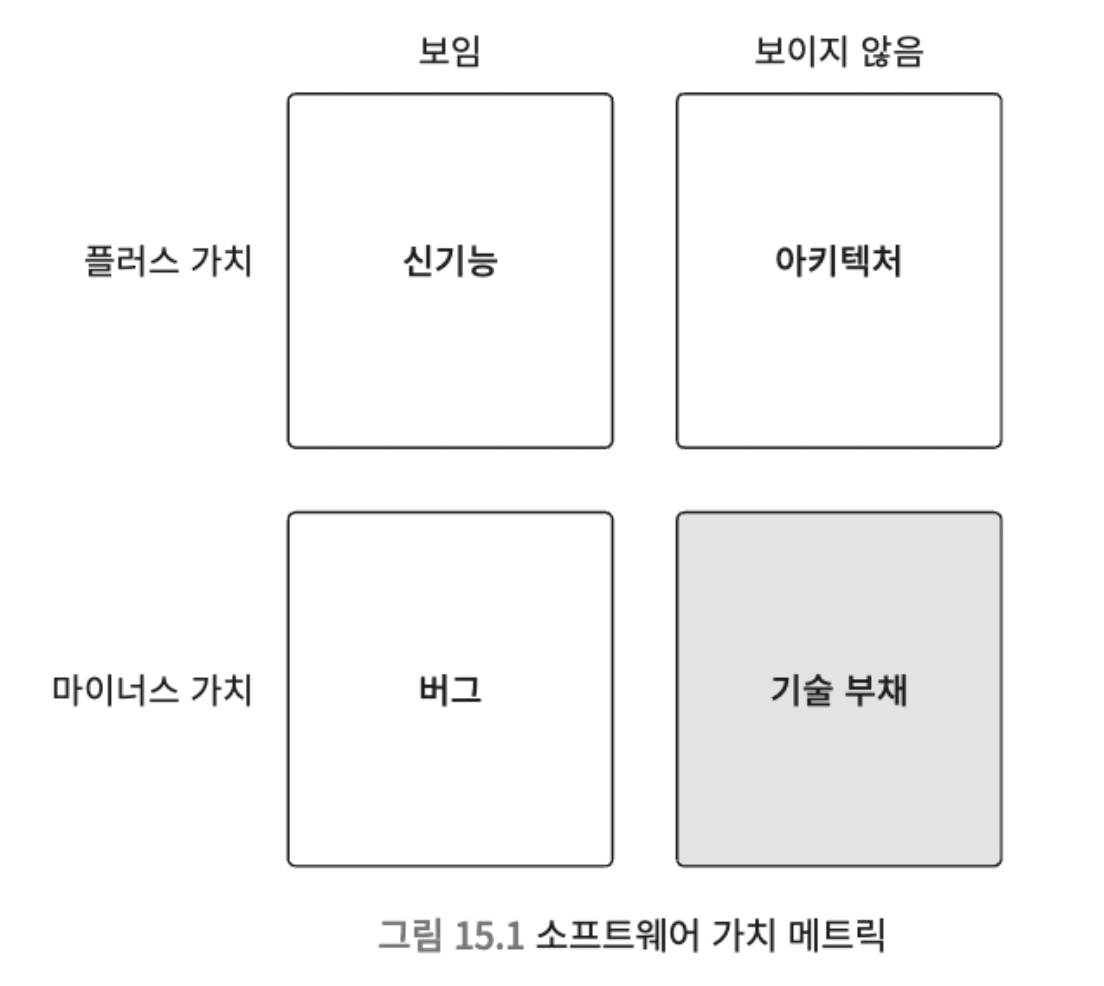 보임 보이지 않음
플러스 가치 신기능 아키텍처
마이너스 가치 버그 기술 부채
그림 15.1 소프트웨어 가치 메트릭